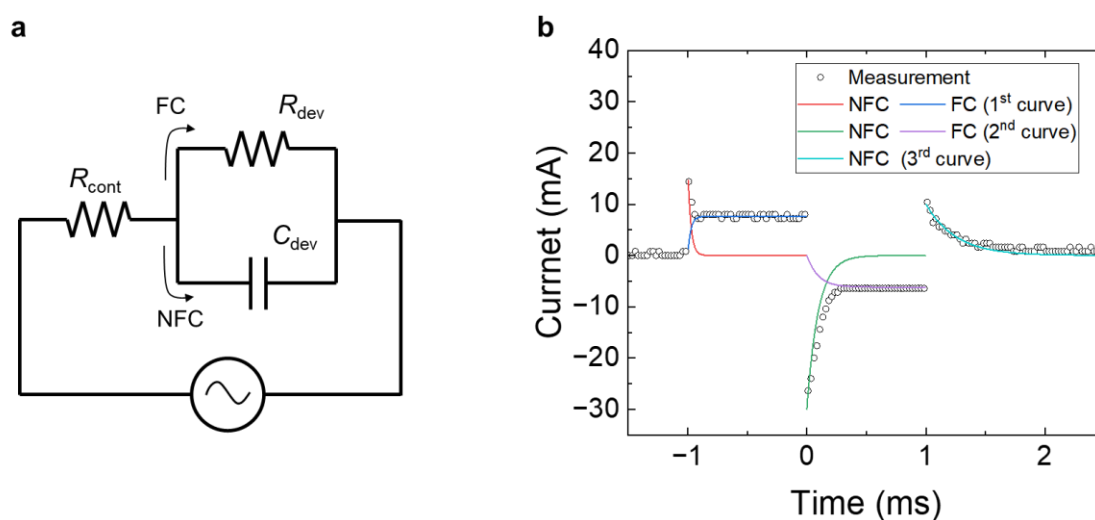 a
FC
R_dev
R_cont
C_dev
NFC
b
Currnet (mA)
40
30
20
10
0
−10
−20
−30
Measurement
NFC FC (1st curve)
NFC FC (2nd curve)
NFC (3rd curve)
−1 0 1 2
Time (ms)